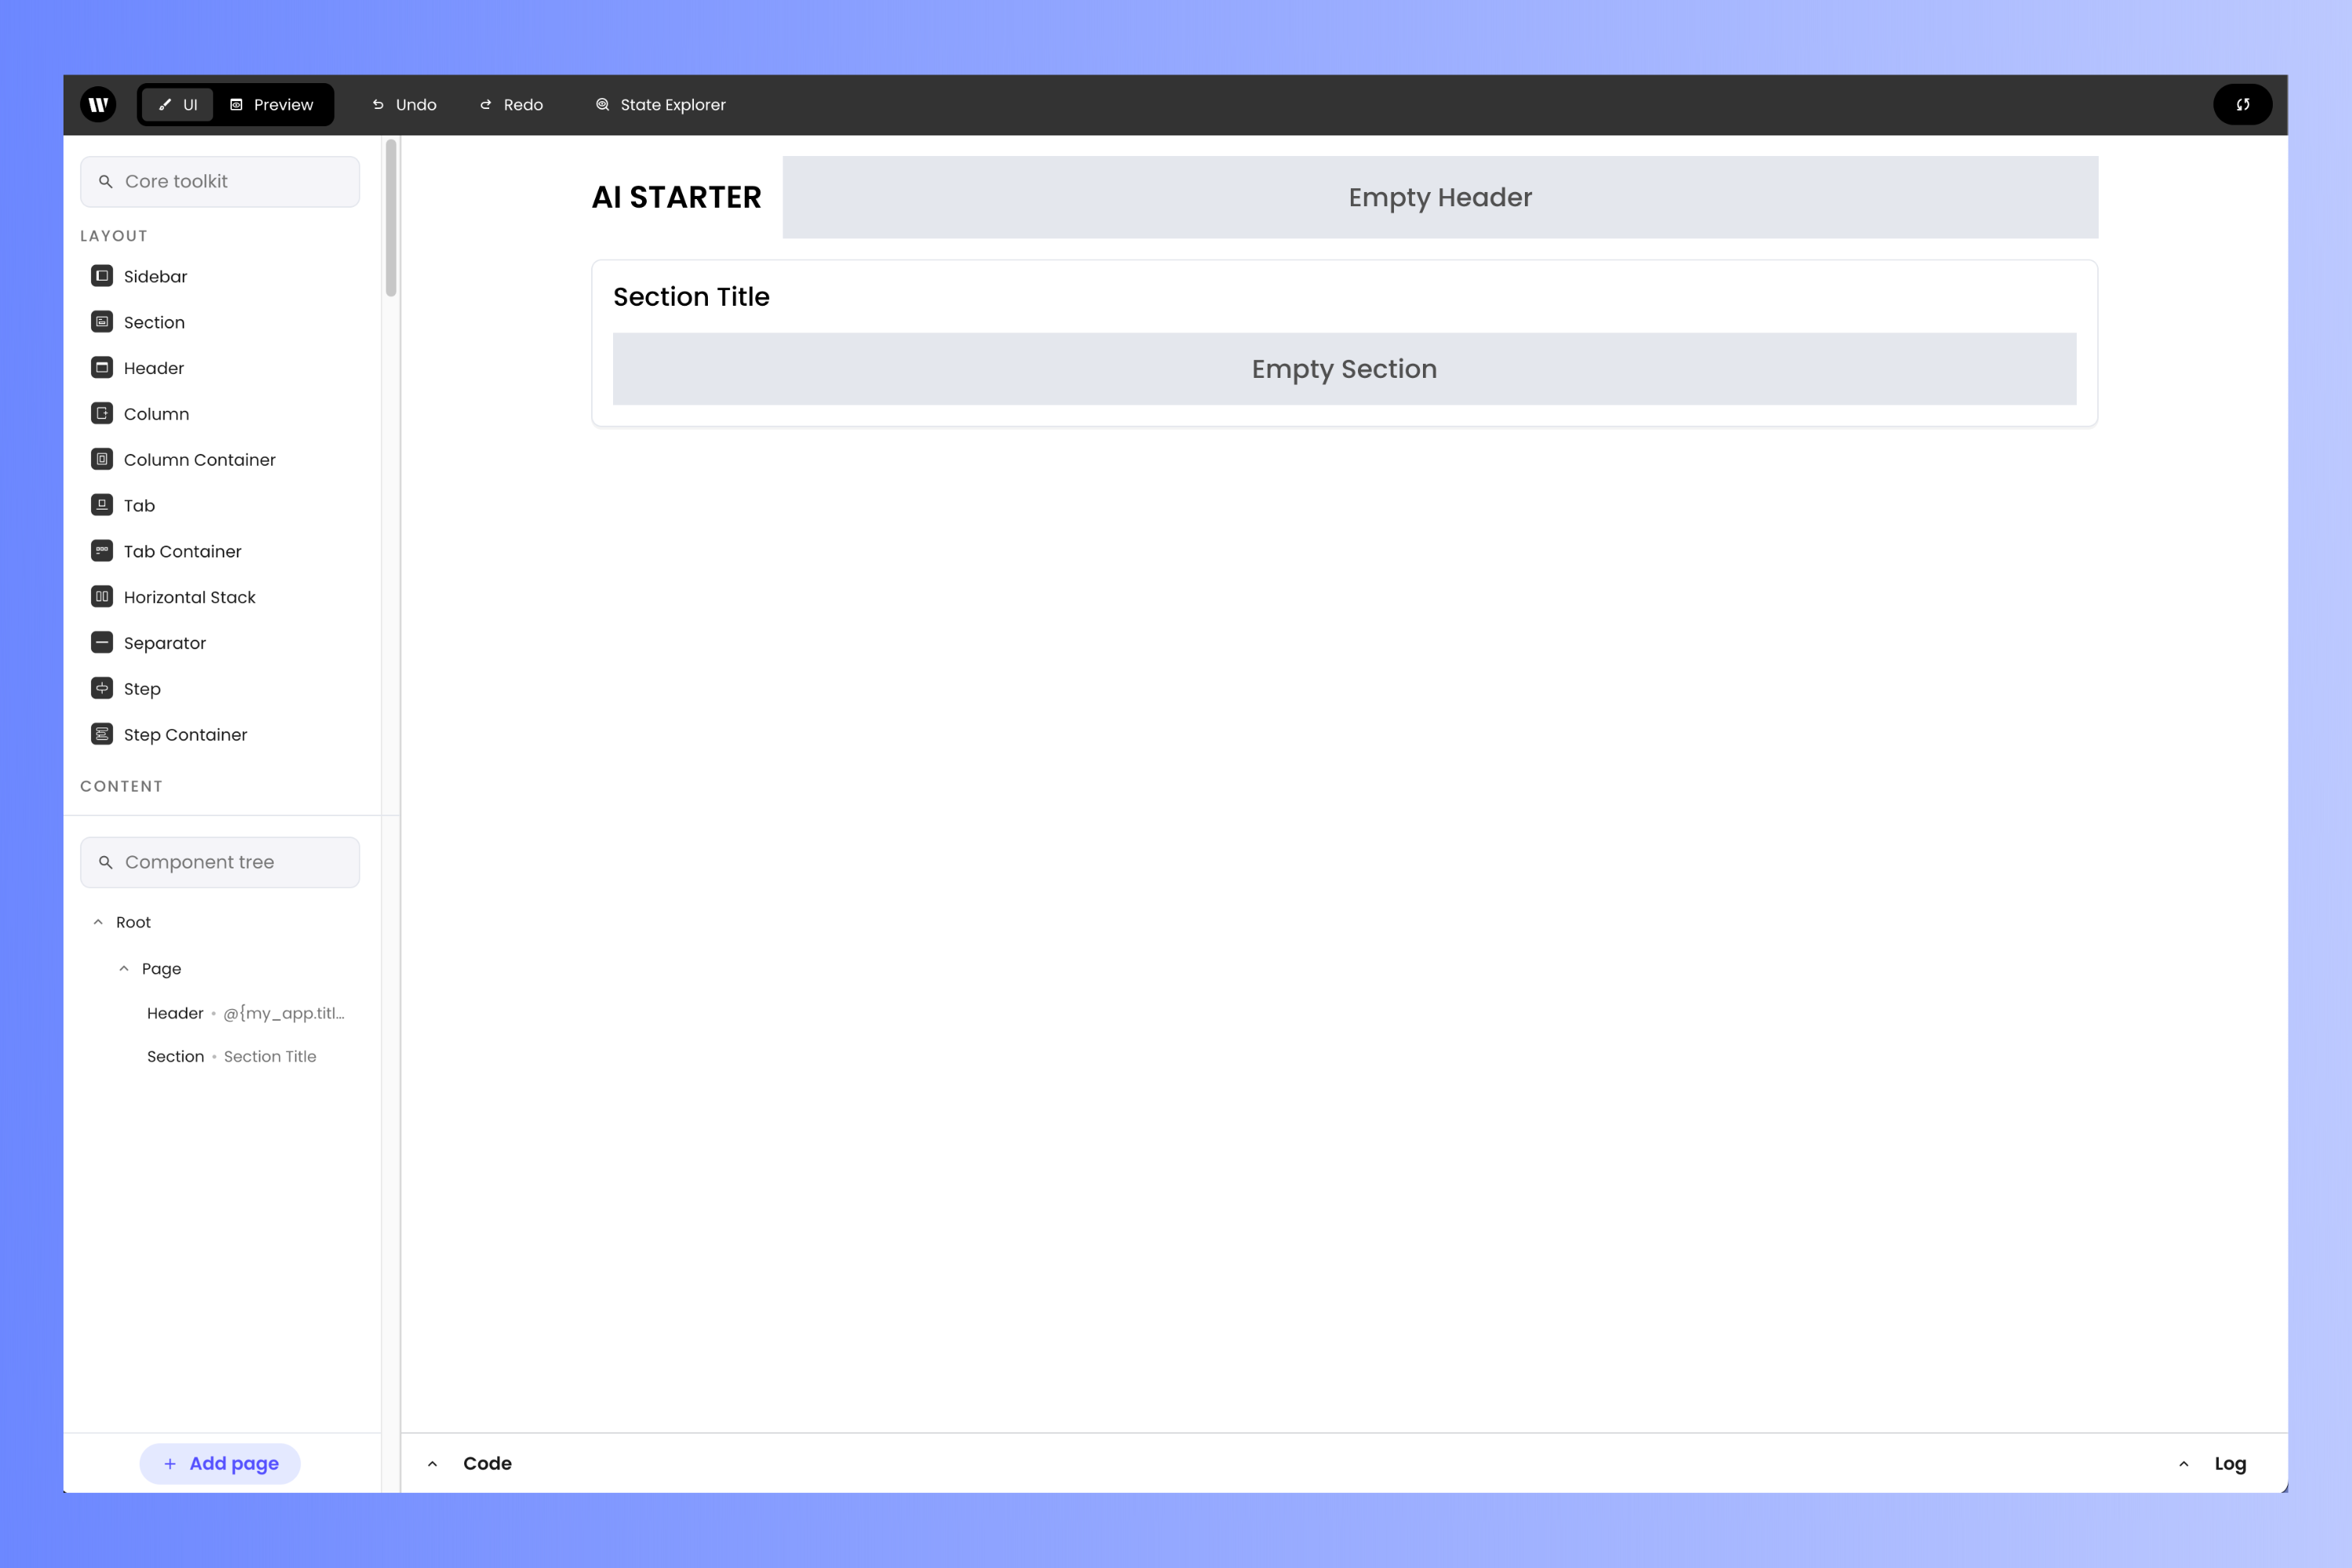 UI Preview Undo Redo State Explorer
Core toolkit
LAYOUT
Sidebar
Section
Header
Column
Column Container
Tab
Tab Container
Horizontal Stack
Separator
Step
Step Container
CONTENT
Component tree
Root
Page
Header • @{my_app.titl...
Section • Section Title
+ Add page
AI STARTER
Empty Header
Section Title
Empty Section
Code
Log